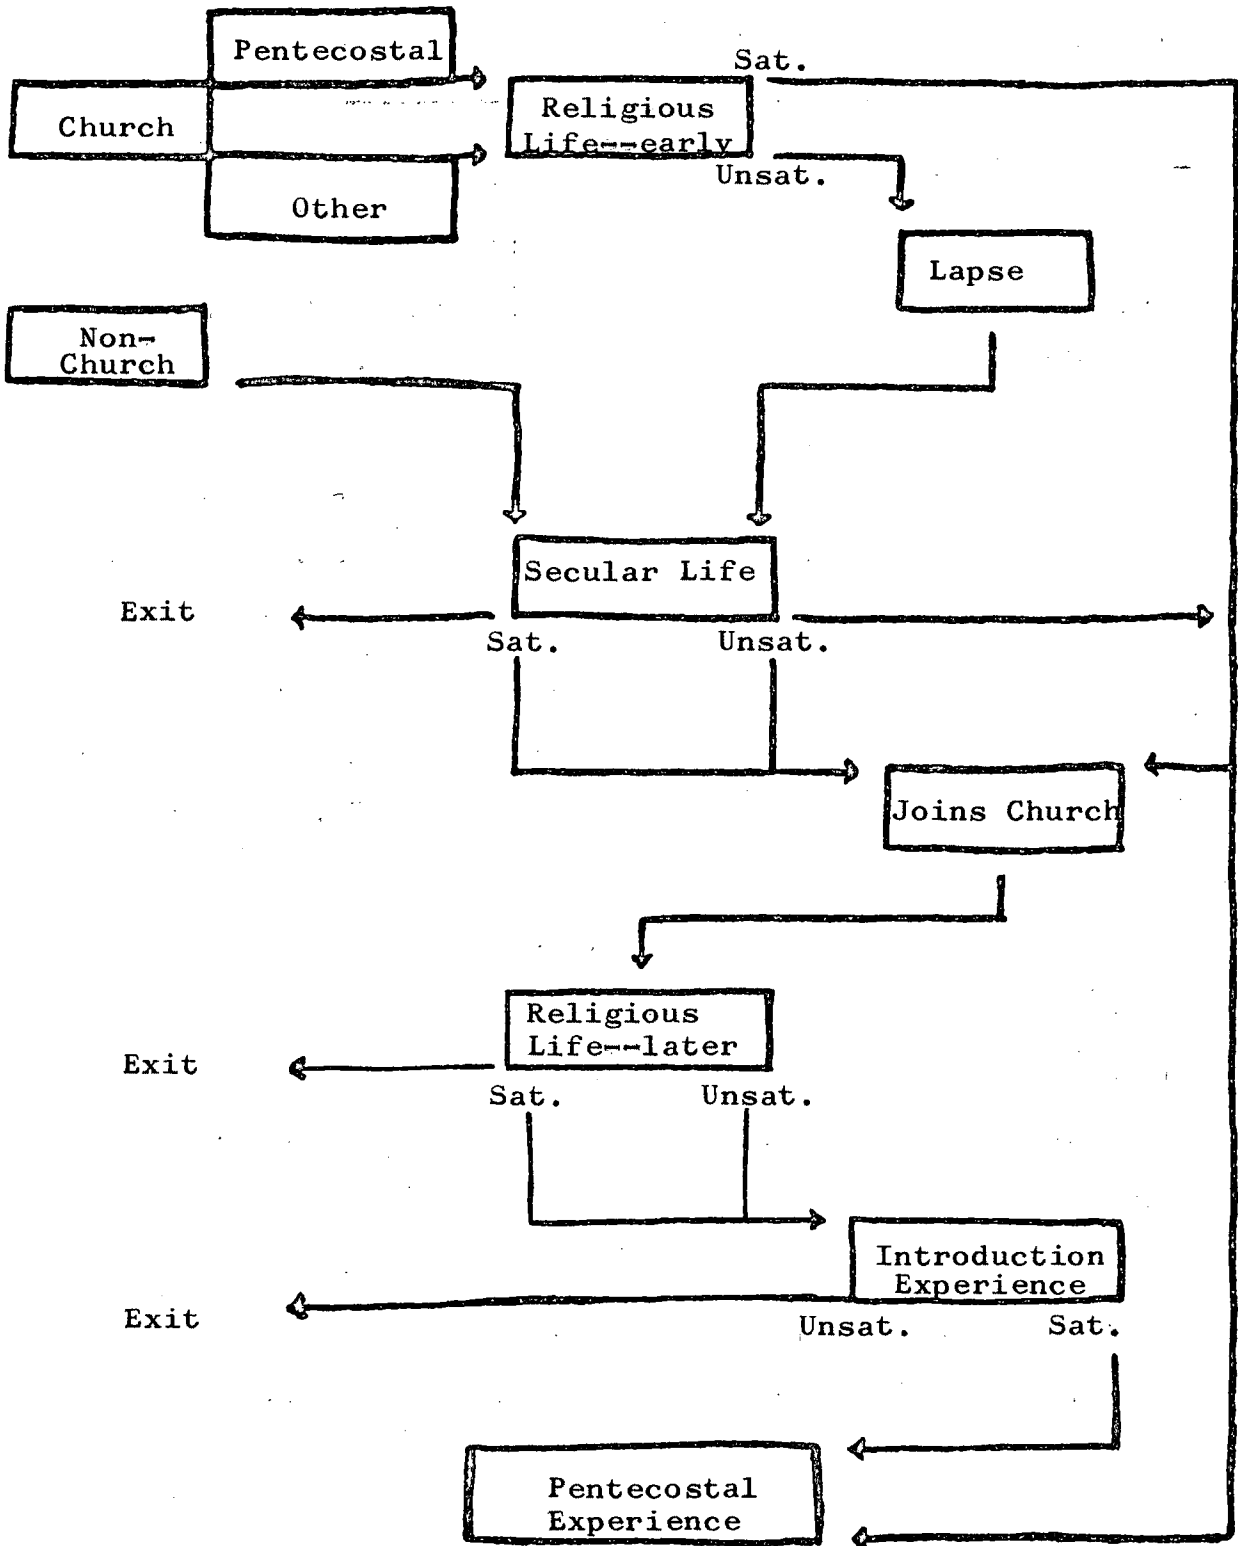 Pentecostal
Sat.
Church
Religious
Life--early
Unsat.
Other
Lapse
Non-
Church
Secular Life
Exit
Sat.
Unsat.
Joins Church
Religious
Life--later
Exit
Sat.
Unsat.
Introduction
Experience
Exit
Unsat.
Sat.
Pentecostal
Experience